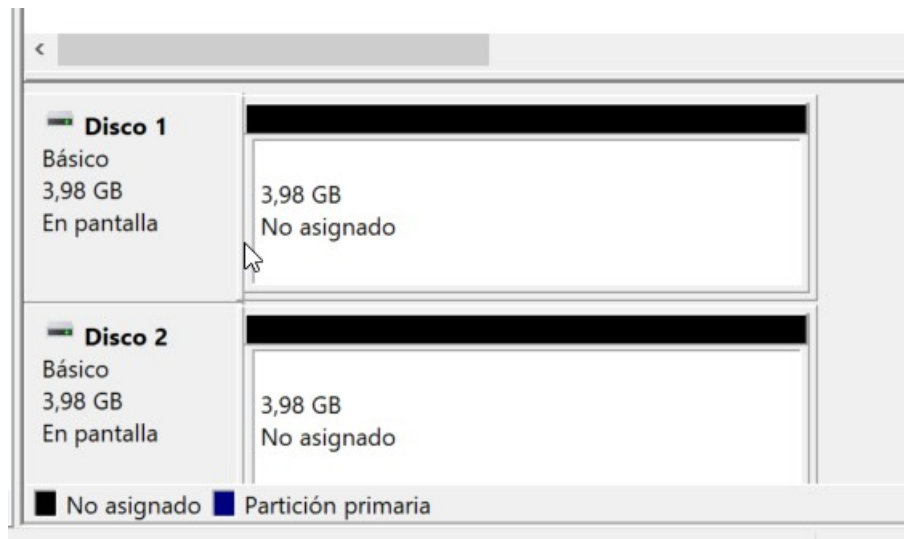 Disco 1
Básico
3,98 GB
En pantalla
3,98 GB
No asignado
Disco 2
Básico
3,98 GB
En pantalla
3,98 GB
No asignado
No asignado Partición primaria